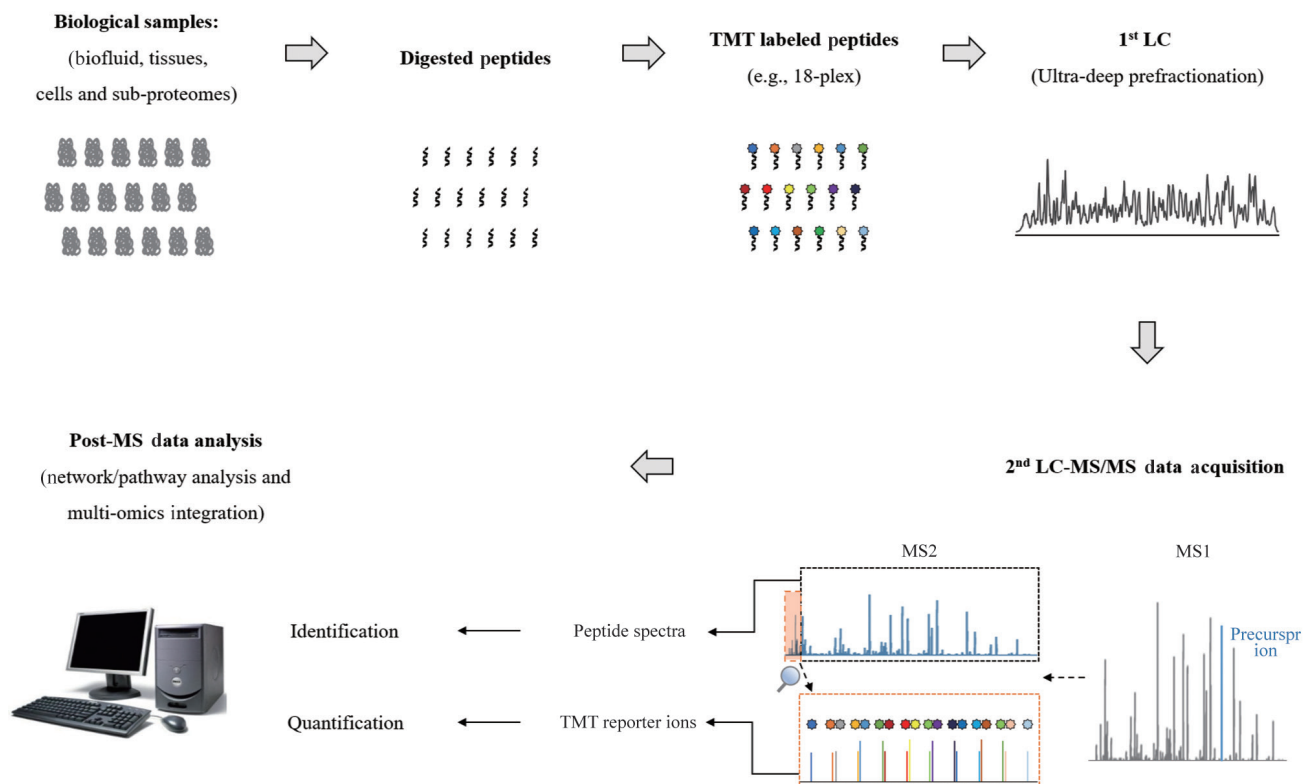 Biological samples:
(biofluid, tissues,
cells and sub-proteomes)
Digested peptides
TMT labeled peptides
(e.g., 18-plex)
1st LC
(Ultra-deep prefractionation)
Post-MS data analysis
(network/pathway analysis and
multi-omics integration)
2nd LC-MS/MS data acquisition
MS2
MS1
Identification
Peptide spectra
Precurspr
ion
Quantification
TMT reporter ions